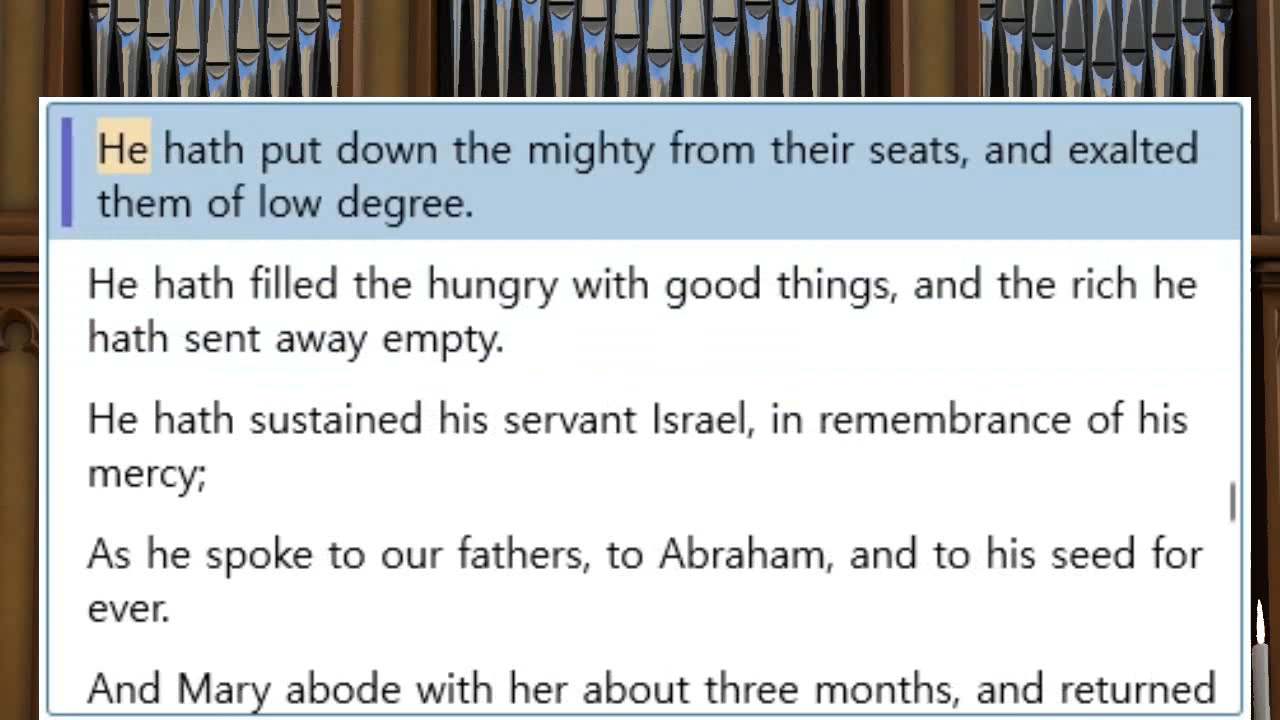 He hath put down the mighty from their seats, and exalted
them of low degree.
He hath filled the hungry with good things, and the rich he
hath sent away empty.
He hath sustained his servant Israel, in remembrance of his
mercy;
As he spoke to our fathers, to Abraham, and to his seed for
ever.
And Mary abode with her about three months, and returned